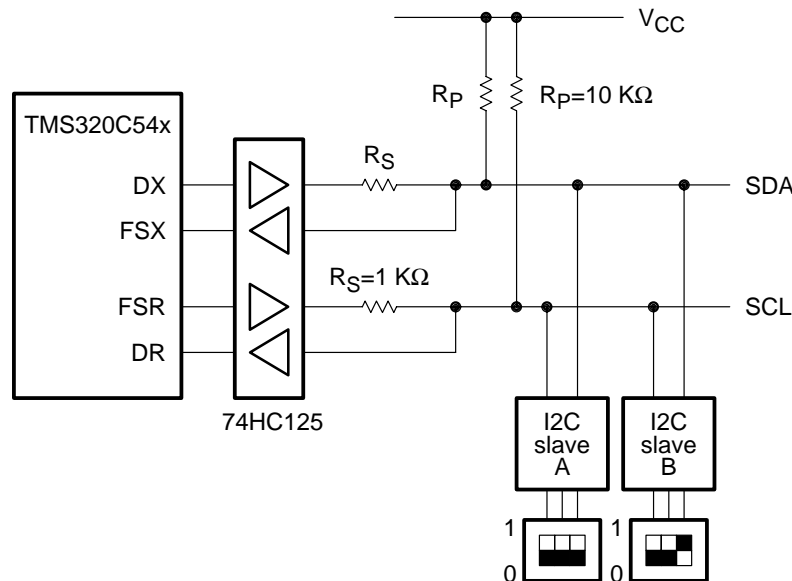 VCC
RP
RP=10 KΩ
TMS320C54x
RS
DX
SDA
FSX
RS=1 KΩ
FSR
SCL
DR
74HC125
I2C
slave
A
I2C
slave
B
1
0
1
0